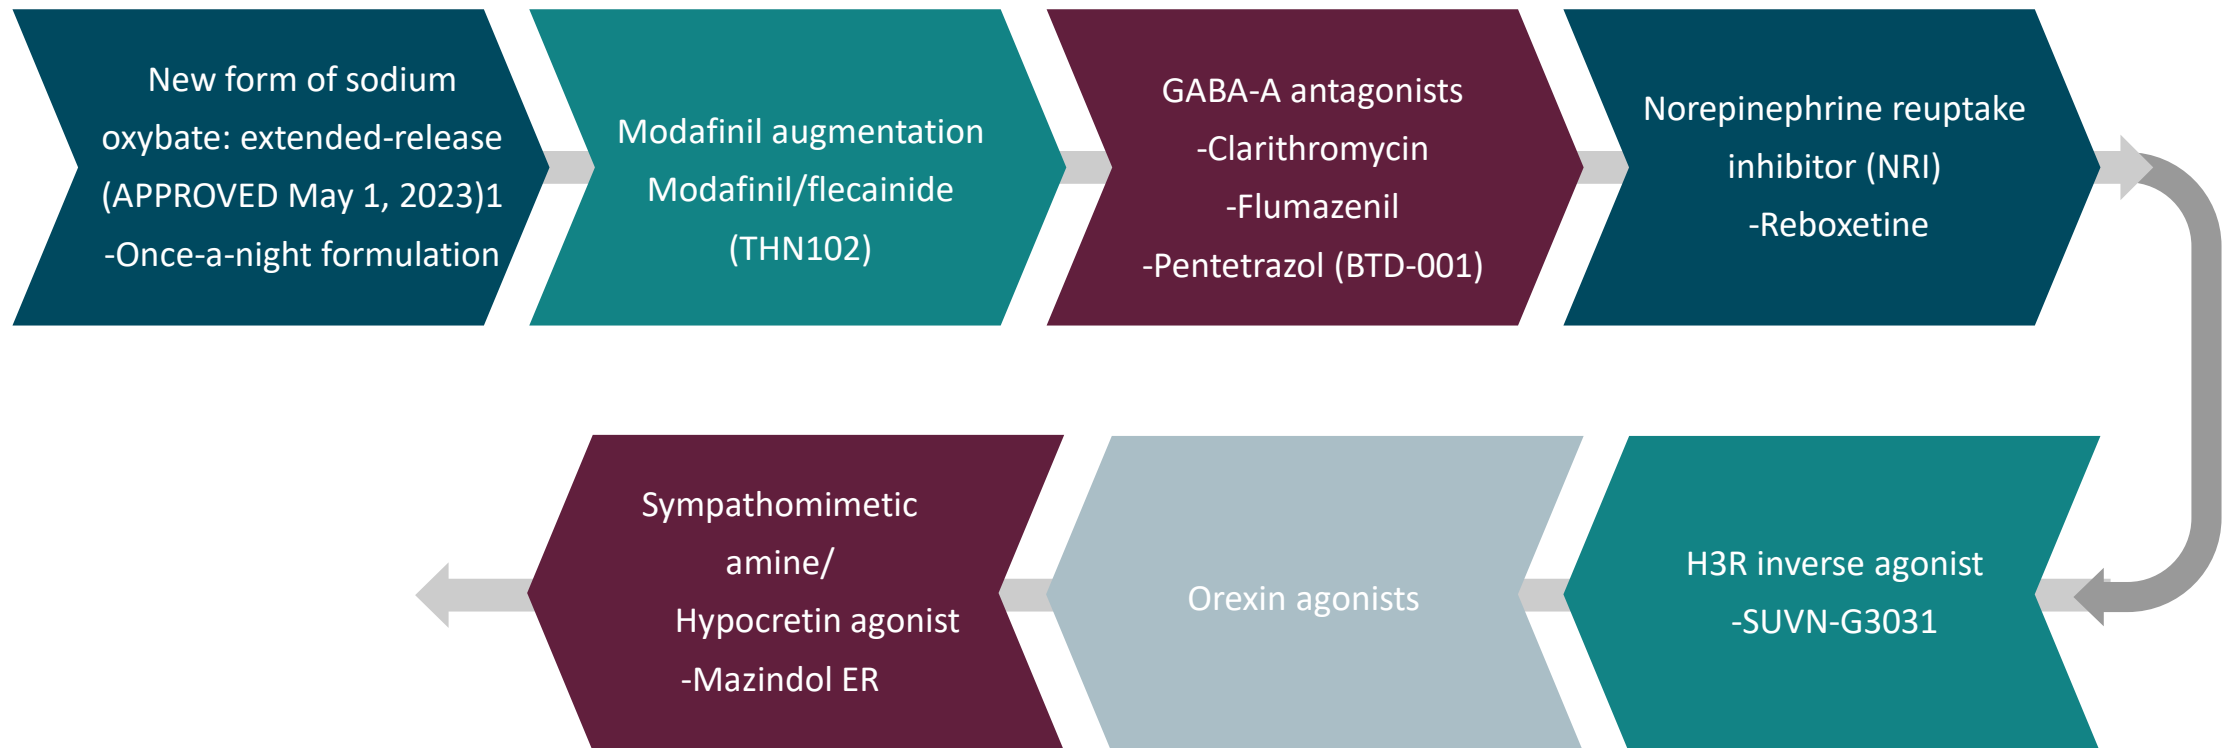 New form of sodium
oxybate: extended-release
(APPROVED May 1, 2023)1
-Once-a-night formulation
Modafinil augmentation
Modafinil/flecainide
(THN102)
GABA-A antagonists
-Clarithromycin
-Flumazenil
-Pentetrazol (BTD-001)
Norepinephrine reuptake
inhibitor (NRI)
-Reboxetine
H3R inverse agonist
-SUVN-G3031
Orexin agonists
Sympathomimetic
amine/
Hypocretin agonist
-Mazindol ER